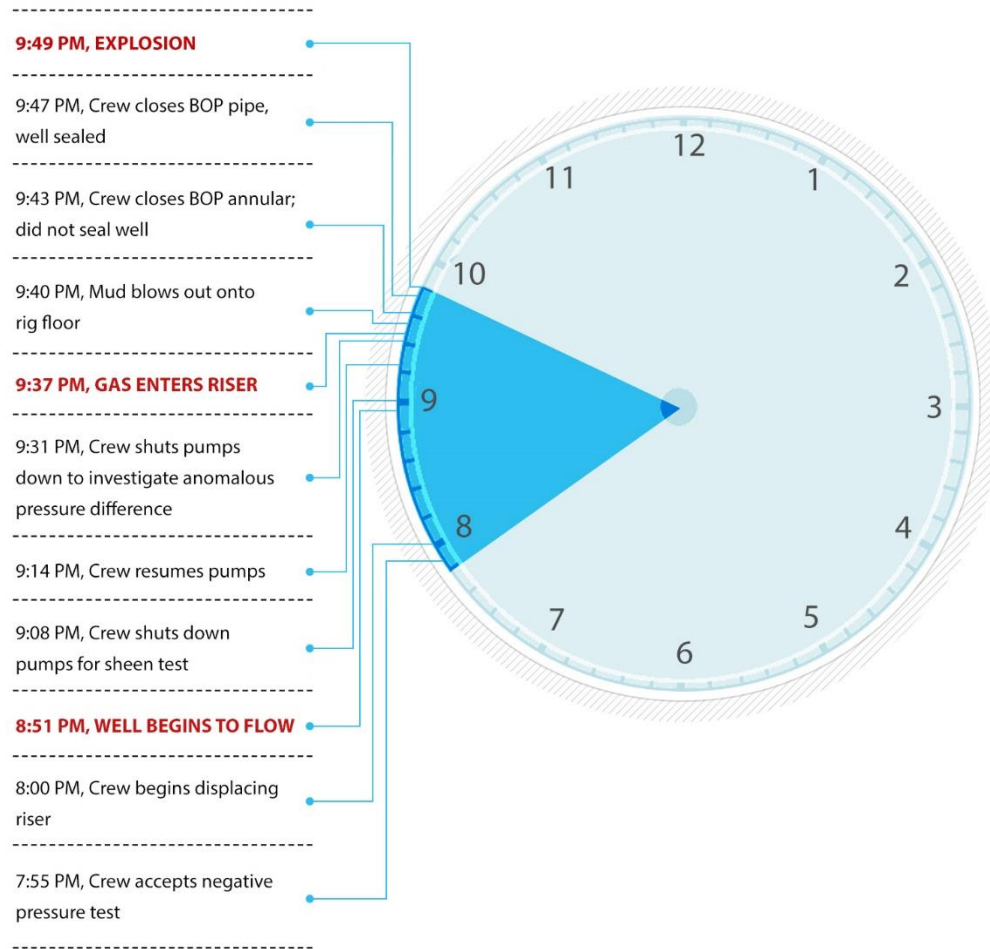 9:49 PM, EXPLOSION
9:47 PM, Crew closes BOP pipe,
well sealed
9:43 PM, Crew closes BOP annular;
did not seal well
9:40 PM, Mud blows out onto
rig floor
9:37 PM, GAS ENTERS RISER
9:31 PM, Crew shuts pumps
down to investigate anomalous
pressure difference
9:14 PM, Crew resumes pumps
9:08 PM, Crew shuts down
pumps for sheen test
8:51 PM, WELL BEGINS TO FLOW
8:00 PM, Crew begins displacing
riser
7:55 PM, Crew accepts negative
pressure test
12
1
2
3
4
5
6
7
8
9
10
11